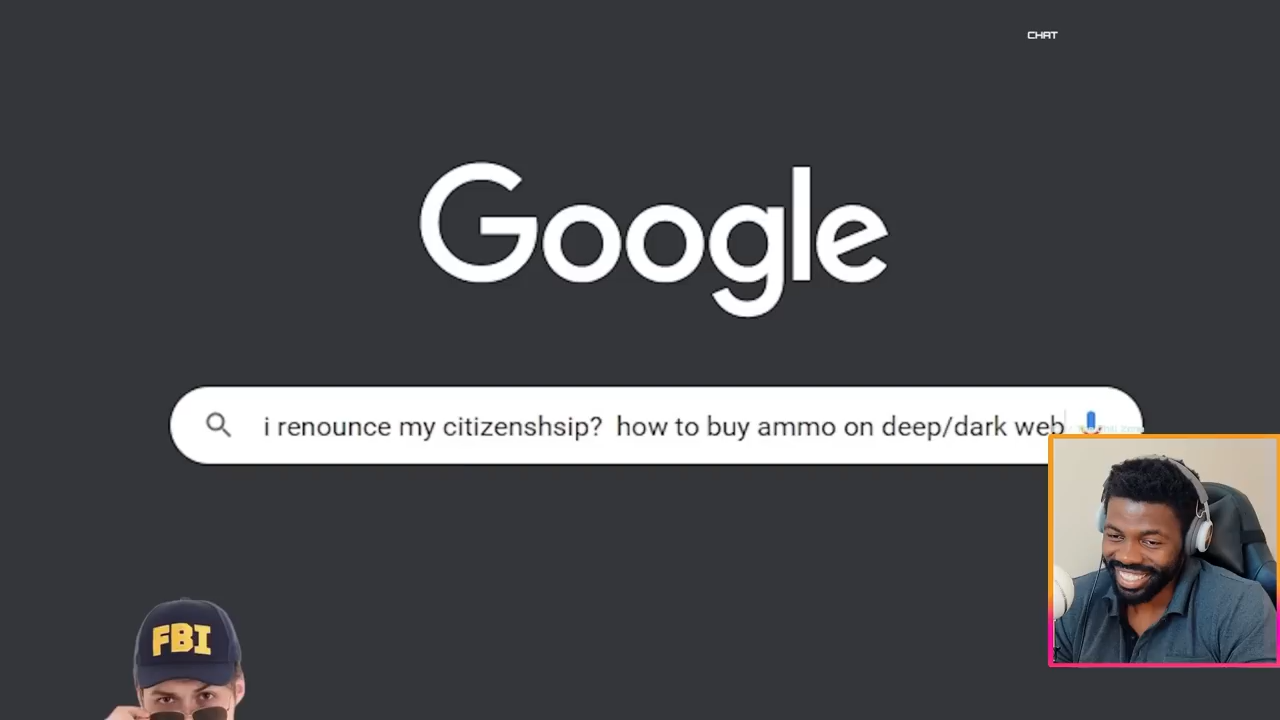 CHAT
Google
i renounce my citizenshsip?  how to buy ammo on deep/dark web
FBI